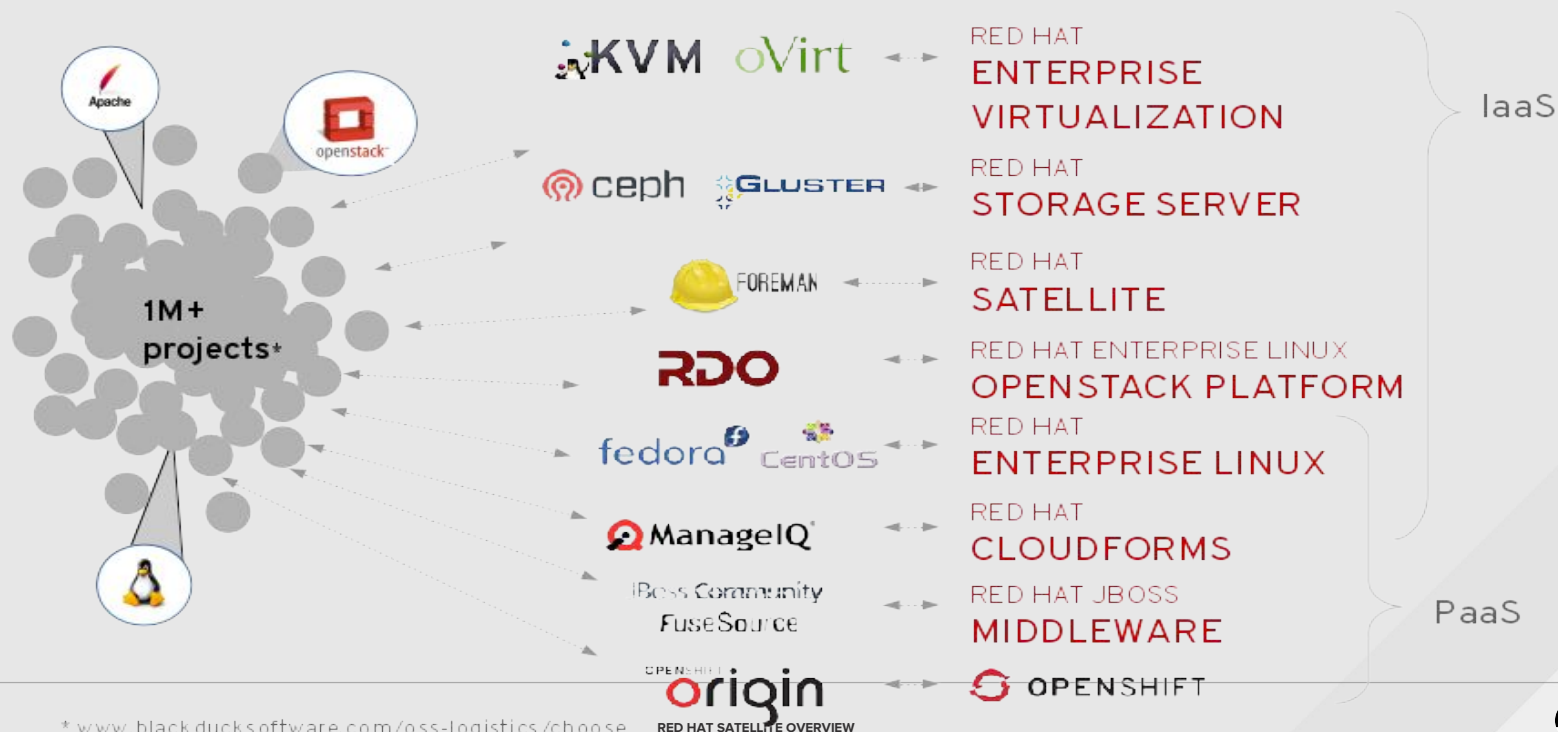 Apache
openstack
1M+
projects*
KVM oVirt
RED HAT
ENTERPRISE
VIRTUALIZATION
IaaS
ceph GLUSTER
RED HAT
STORAGE SERVER
FOREMAN
RED HAT
SATELLITE
RDO
RED HAT ENTERPRISE LINUX
OPENSTACK PLATFORM
fedora CentOS
RED HAT
ENTERPRISE LINUX
ManageIQ
RED HAT
CLOUDFORMS
JBoss Community
FuseSource
RED HAT JBOSS
MIDDLEWARE
PaaS
OPENSHIFT
origin
OPENSHIFT
* www.blackducksoftware.com/oss-logistics/choose
RED HAT SATELLITE OVERVIEW